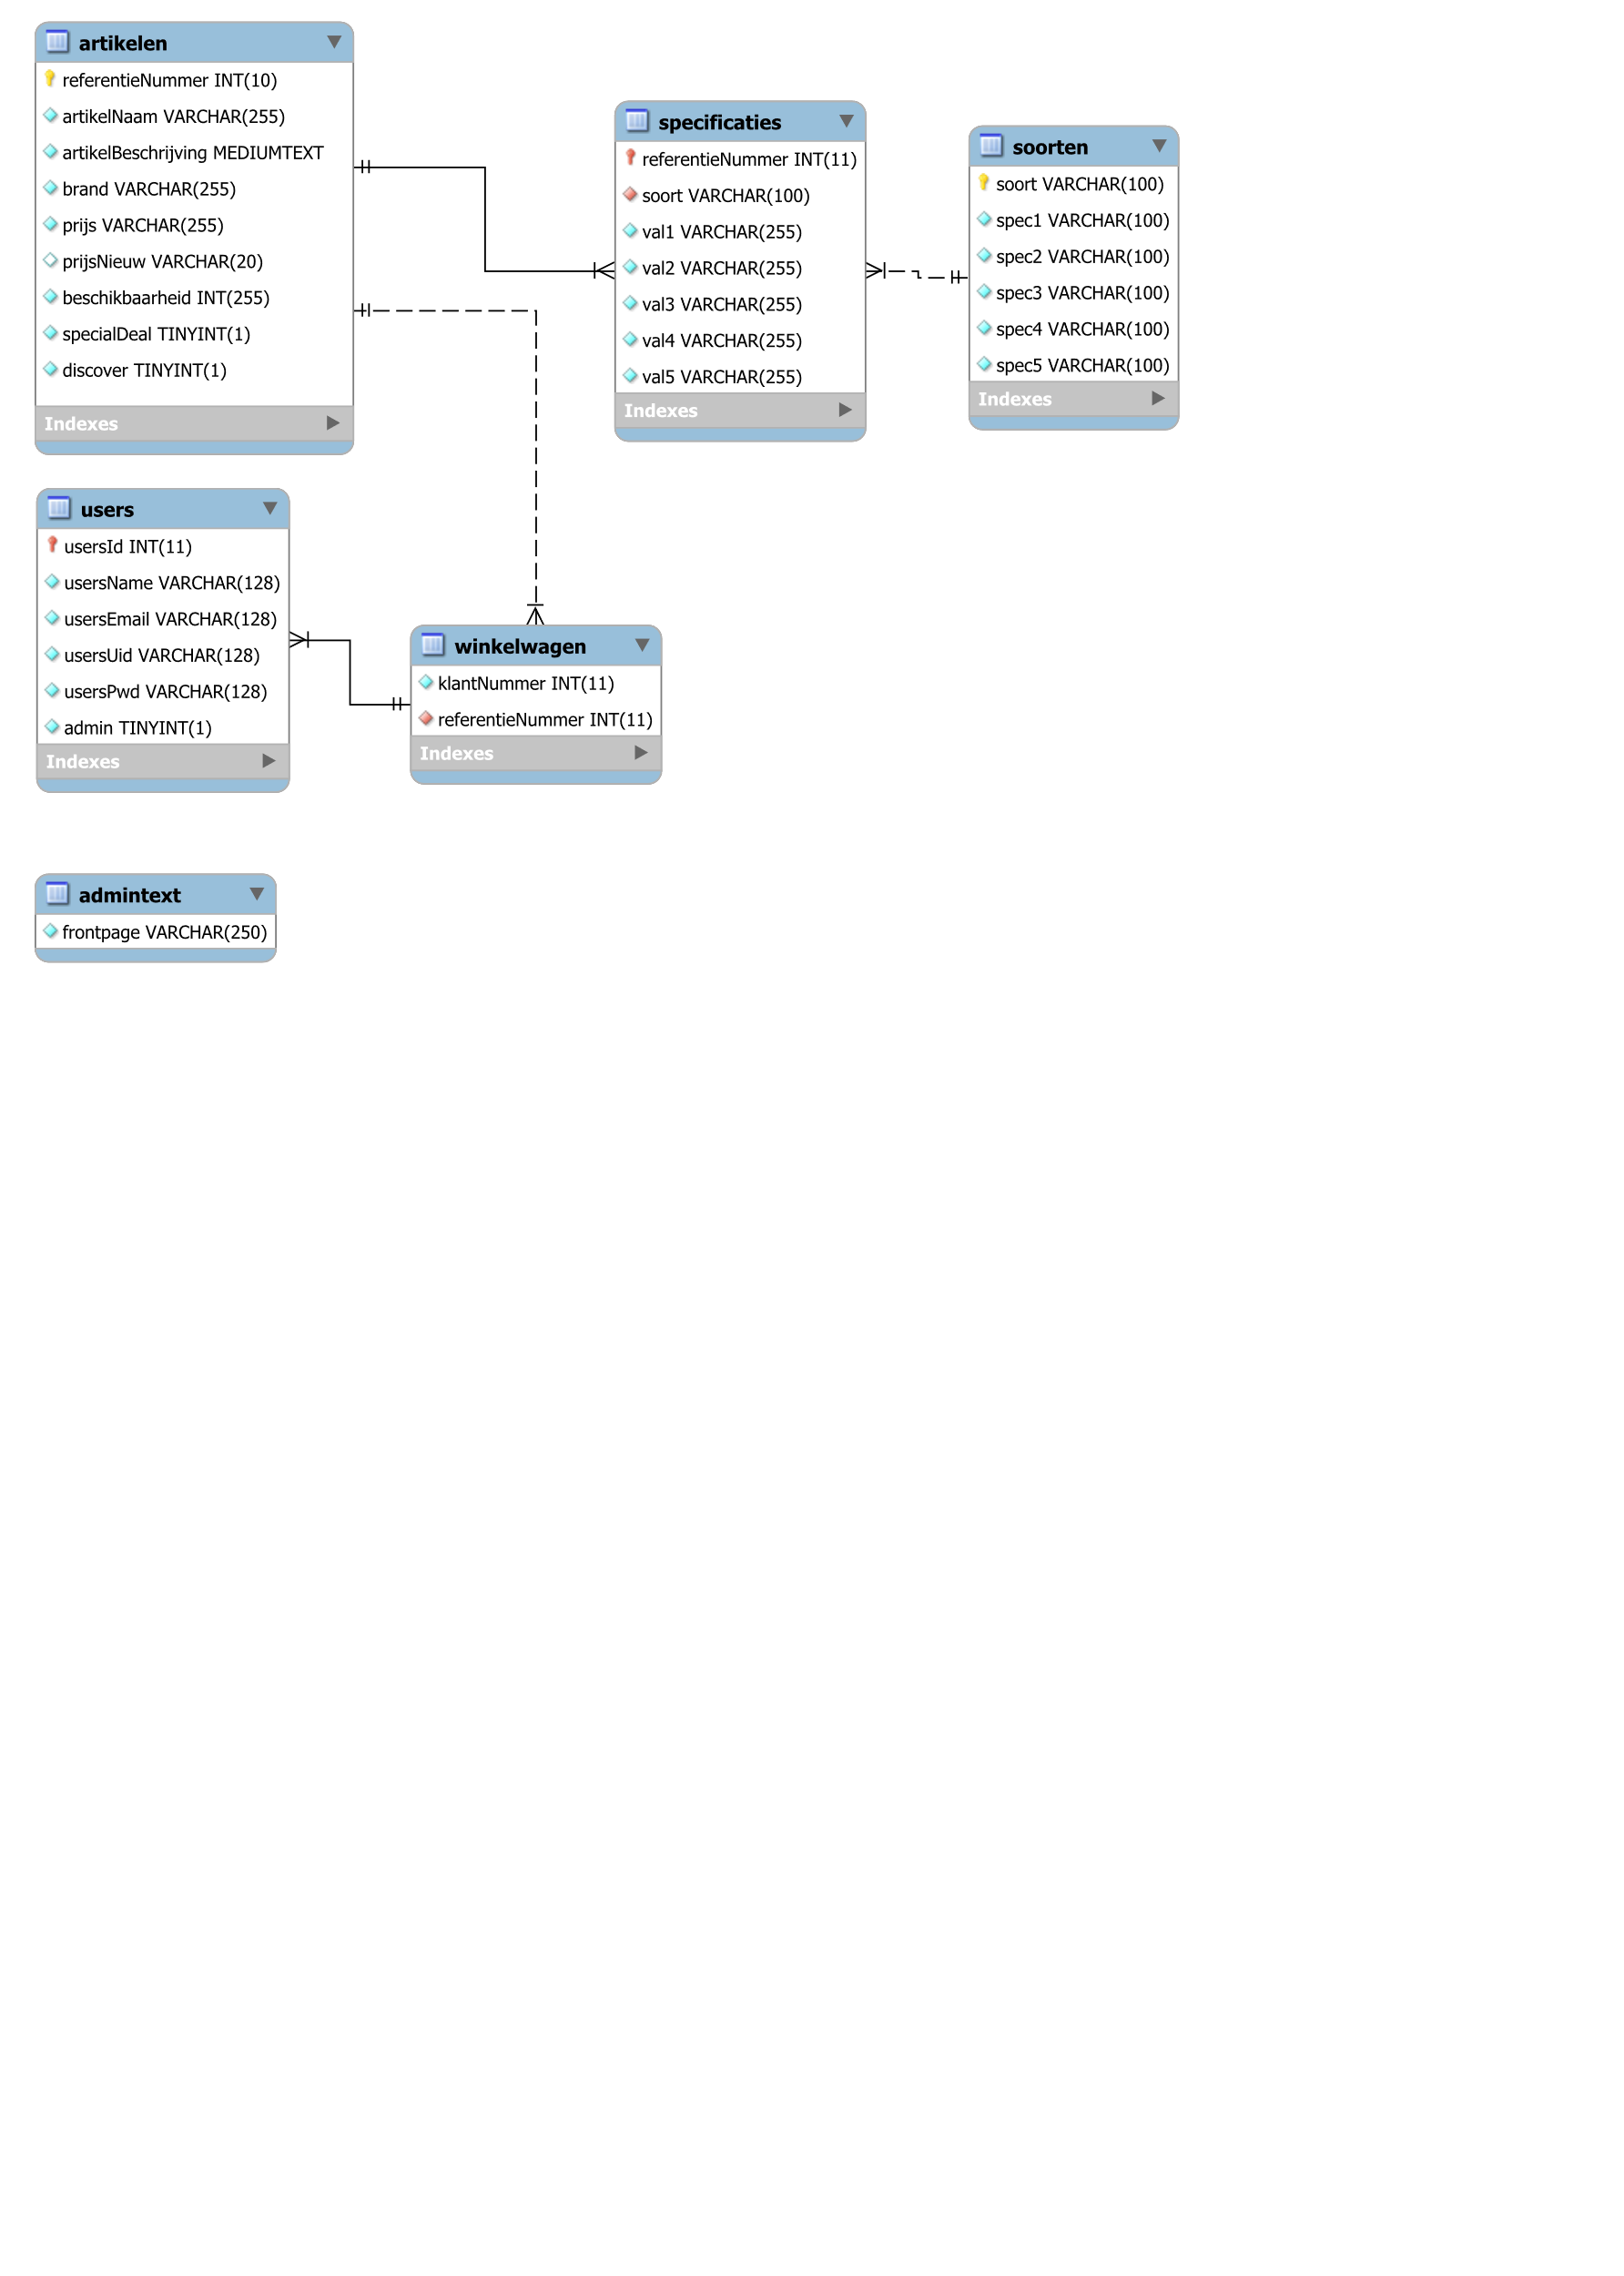 artikelen
referentieNummer INT(10)
artikelNaam VARCHAR(255)
artikelBeschrijving MEDIUMTEXT
brand VARCHAR(255)
prijs VARCHAR(255)
prijsNieuw VARCHAR(20)
beschikbaarheid INT(255)
specialDeal TINYINT(1)
discover TINYINT(1)
Indexes
specificaties
referentieNummer INT(11)
soort VARCHAR(100)
val1 VARCHAR(255)
val2 VARCHAR(255)
val3 VARCHAR(255)
val4 VARCHAR(255)
val5 VARCHAR(255)
Indexes
soorten
soort VARCHAR(100)
spec1 VARCHAR(100)
spec2 VARCHAR(100)
spec3 VARCHAR(100)
spec4 VARCHAR(100)
spec5 VARCHAR(100)
Indexes
users
usersId INT(11)
usersName VARCHAR(128)
usersEmail VARCHAR(128)
usersUid VARCHAR(128)
usersPwd VARCHAR(128)
admin TINYINT(1)
Indexes
winkelwagen
klantNummer INT(11)
referentieNummer INT(11)
Indexes
admintext
frontpage VARCHAR(250)